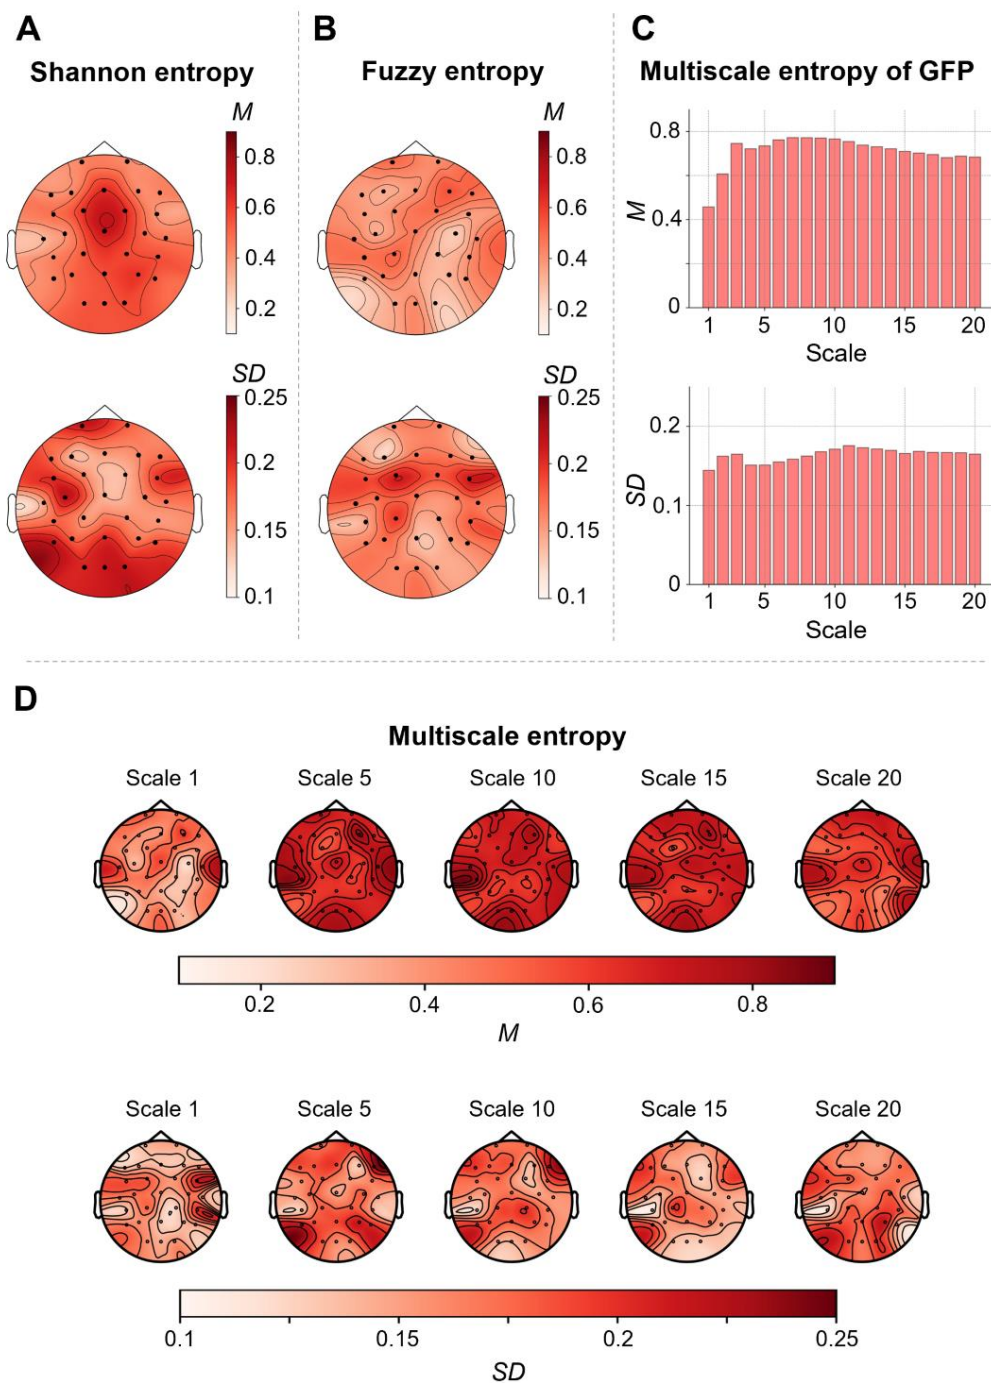 A
B
C
Shannon entropy
Fuzzy entropy
Multiscale entropy of GFP
M
0.8
0.6
0.4
0.2
M
0.8
0.6
0.4
0.2
M
0.8
0.4
0
1 5 10 15 20
Scale
SD
0.25
0.2
0.15
0.1
SD
0.25
0.2
0.15
0.1
SD
0.2
0.1
0
1 5 10 15 20
Scale
D
Multiscale entropy
Scale 1 Scale 5 Scale 10 Scale 15 Scale 20
0.2 0.4 0.6 0.8
M
Scale 1 Scale 5 Scale 10 Scale 15 Scale 20
0.1 0.15 0.2 0.25
SD